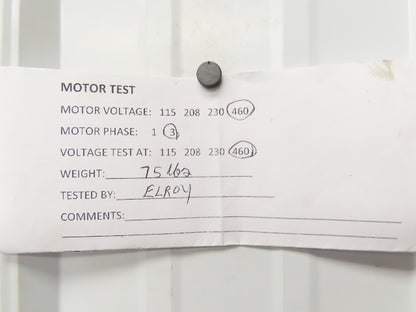 MOTOR TEST
MOTOR VOLTAGE: 115 208 230 460
MOTOR PHASE: 1 3
VOLTAGE TEST AT: 115 208 230 460
WEIGHT: 75 lbs
TESTED BY: ELROY
COMMENTS: